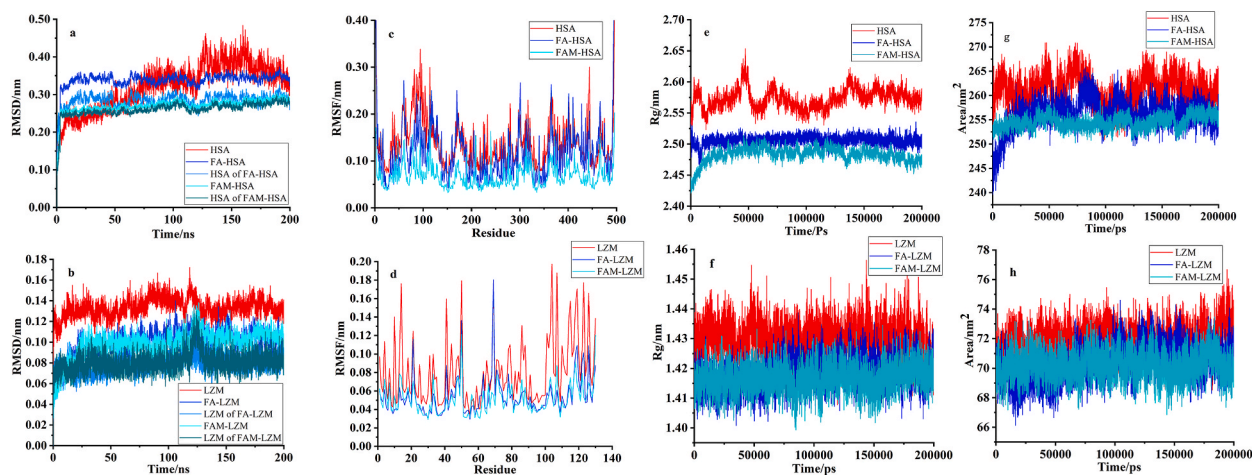 a
RMSD/nm
0.50
0.40
0.30
0.20
0.10
0.00
HSA
FA-HSA
HSA of FA-HSA
FAM-HSA
HSA of FAM-HSA
0 50 100 150 200
Time/ns
c
RMSF/nm
0.40
0.30
0.20
0.10
0.00
HSA
FA-HSA
FAM-HSA
0 100 200 300 400 500
Residue
e
Rg/nm
2.70
2.65
2.60
2.55
2.50
2.45
2.40
HSA
FA-HSA
FAM-HSA
0 50000 100000 150000 200000
Time/Ps
g
Area/nm2
275
270
265
260
255
250
245
240
HSA
FA-HSA
FAM-HSA
0 50000 100000 150000 200000
Time/ps
b
RMSD/nm
0.18
0.16
0.14
0.12
0.10
0.08
0.06
0.04
0.02
0.00
LZM
FA-LZM
LZM of FA-LZM
FAM-LZM
LZM of FAM-LZM
0 50 100 150 200
Time/ns
d
RMSF/nm
0.20
0.18
0.16
0.14
0.12
0.10
0.08
0.06
0.04
0.02
0.00
LZM
FA-LZM
FAM-LZM
0 20 40 60 80 100 120 140
Residue
f
Rg/nm
1.46
1.45
1.44
1.43
1.42
1.41
1.40
LZM
FA-LZM
FAM-LZM
0 50000 100000 150000 200000
Time/ps
h
Area/nm2
78
76
74
72
70
68
66
LZM
FA-LZM
FAM-LZM
0 50000 100000 150000 200000
Time/ps